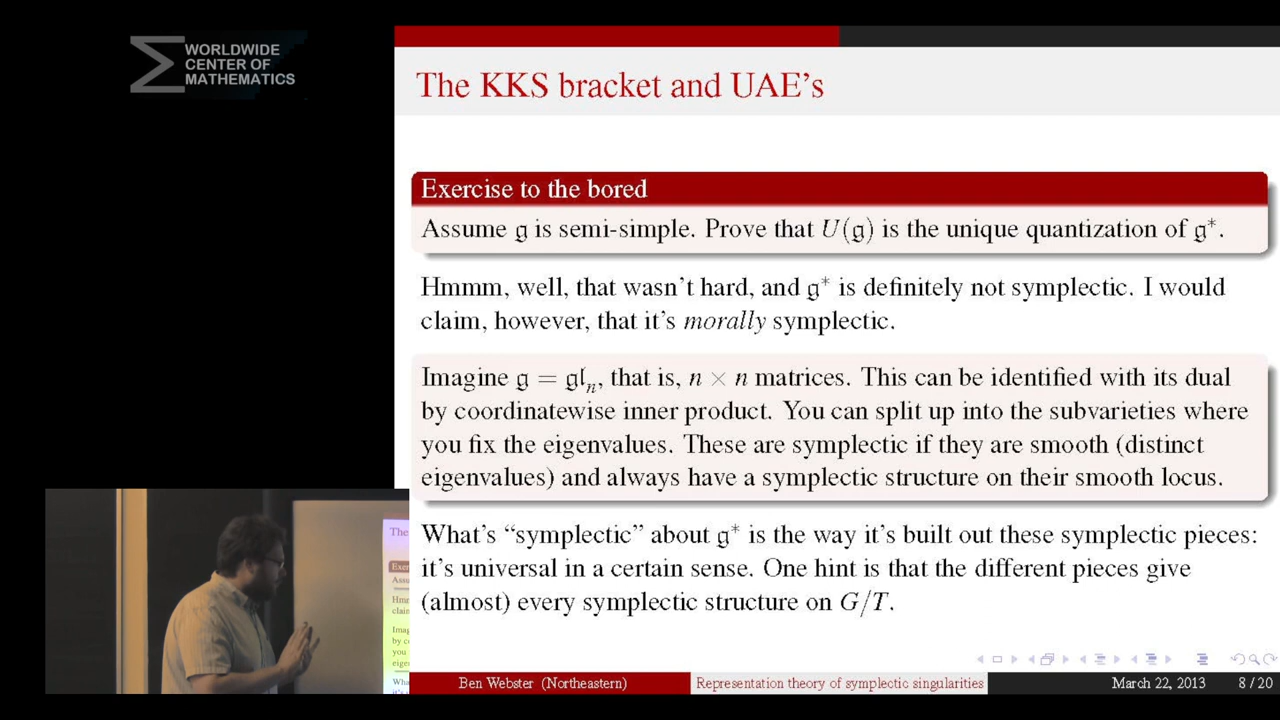 WORLDWIDE
CENTER OF
MATHEMATICS
The KKS bracket and UAE's
Exercise to the bored
Assume 𝔤 is semi-simple. Prove that U(𝔤) is the unique quantization of 𝔤*.
Hmmm, well, that wasn't hard, and 𝔤* is definitely not symplectic. I would
claim, however, that it's morally symplectic.
Imagine 𝔤 = 𝔤𝔩ₙ, that is, n × n matrices. This can be identified with its dual
by coordinatewise inner product. You can split up into the subvarieties where
you fix the eigenvalues. These are symplectic if they are smooth (distinct
eigenvalues) and always have a symplectic structure on their smooth locus.
What's "symplectic" about 𝔤* is the way it's built out these symplectic pieces:
it's universal in a certain sense. One hint is that the different pieces give
(almost) every symplectic structure on G/T.
Ben Webster (Northeastern) Representation theory of symplectic singularities March 22, 2013 8 / 20